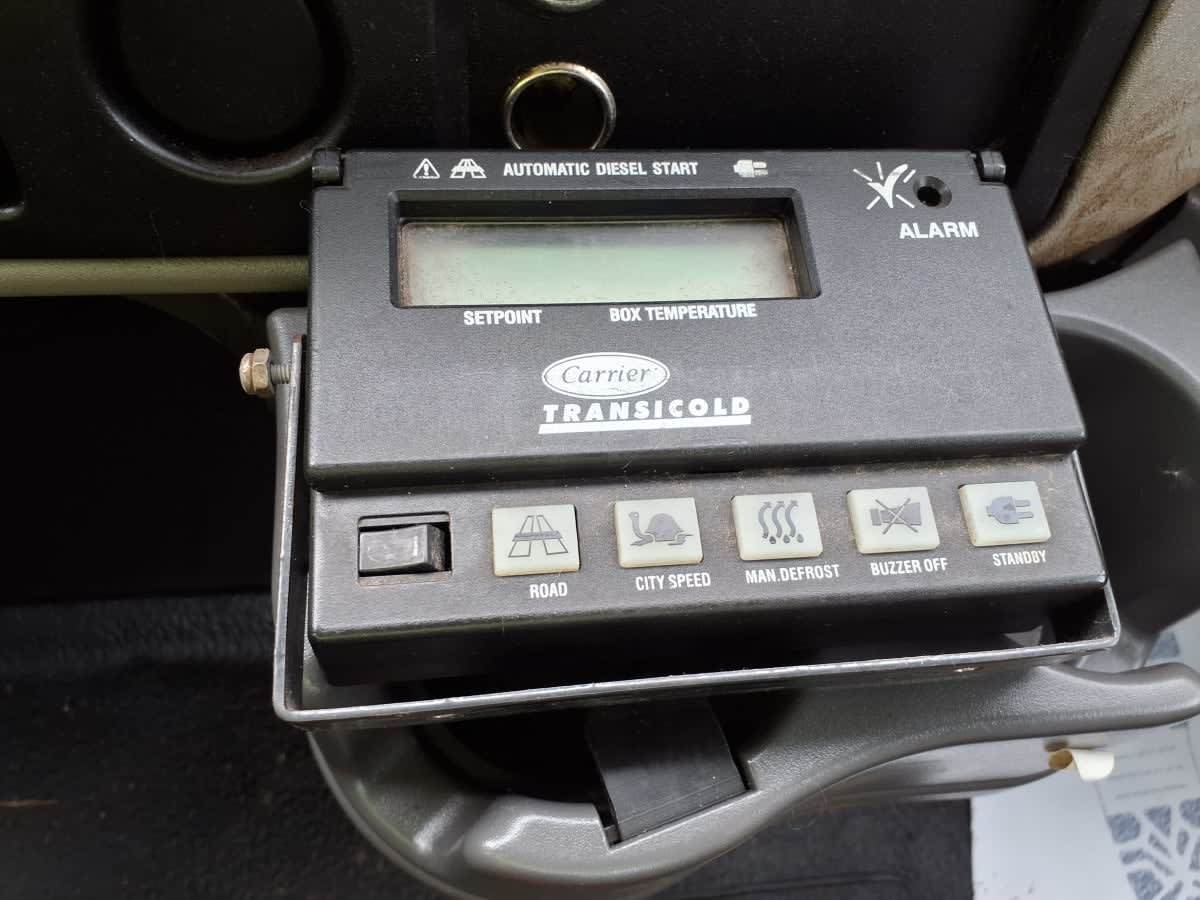 AUTOMATIC DIESEL START
ALARM
SETPOINT BOX TEMPERATURE
Carrier
TRANSICOLD
ROAD CITY SPEED MAN.DEFROST BUZZER OFF STANDBY